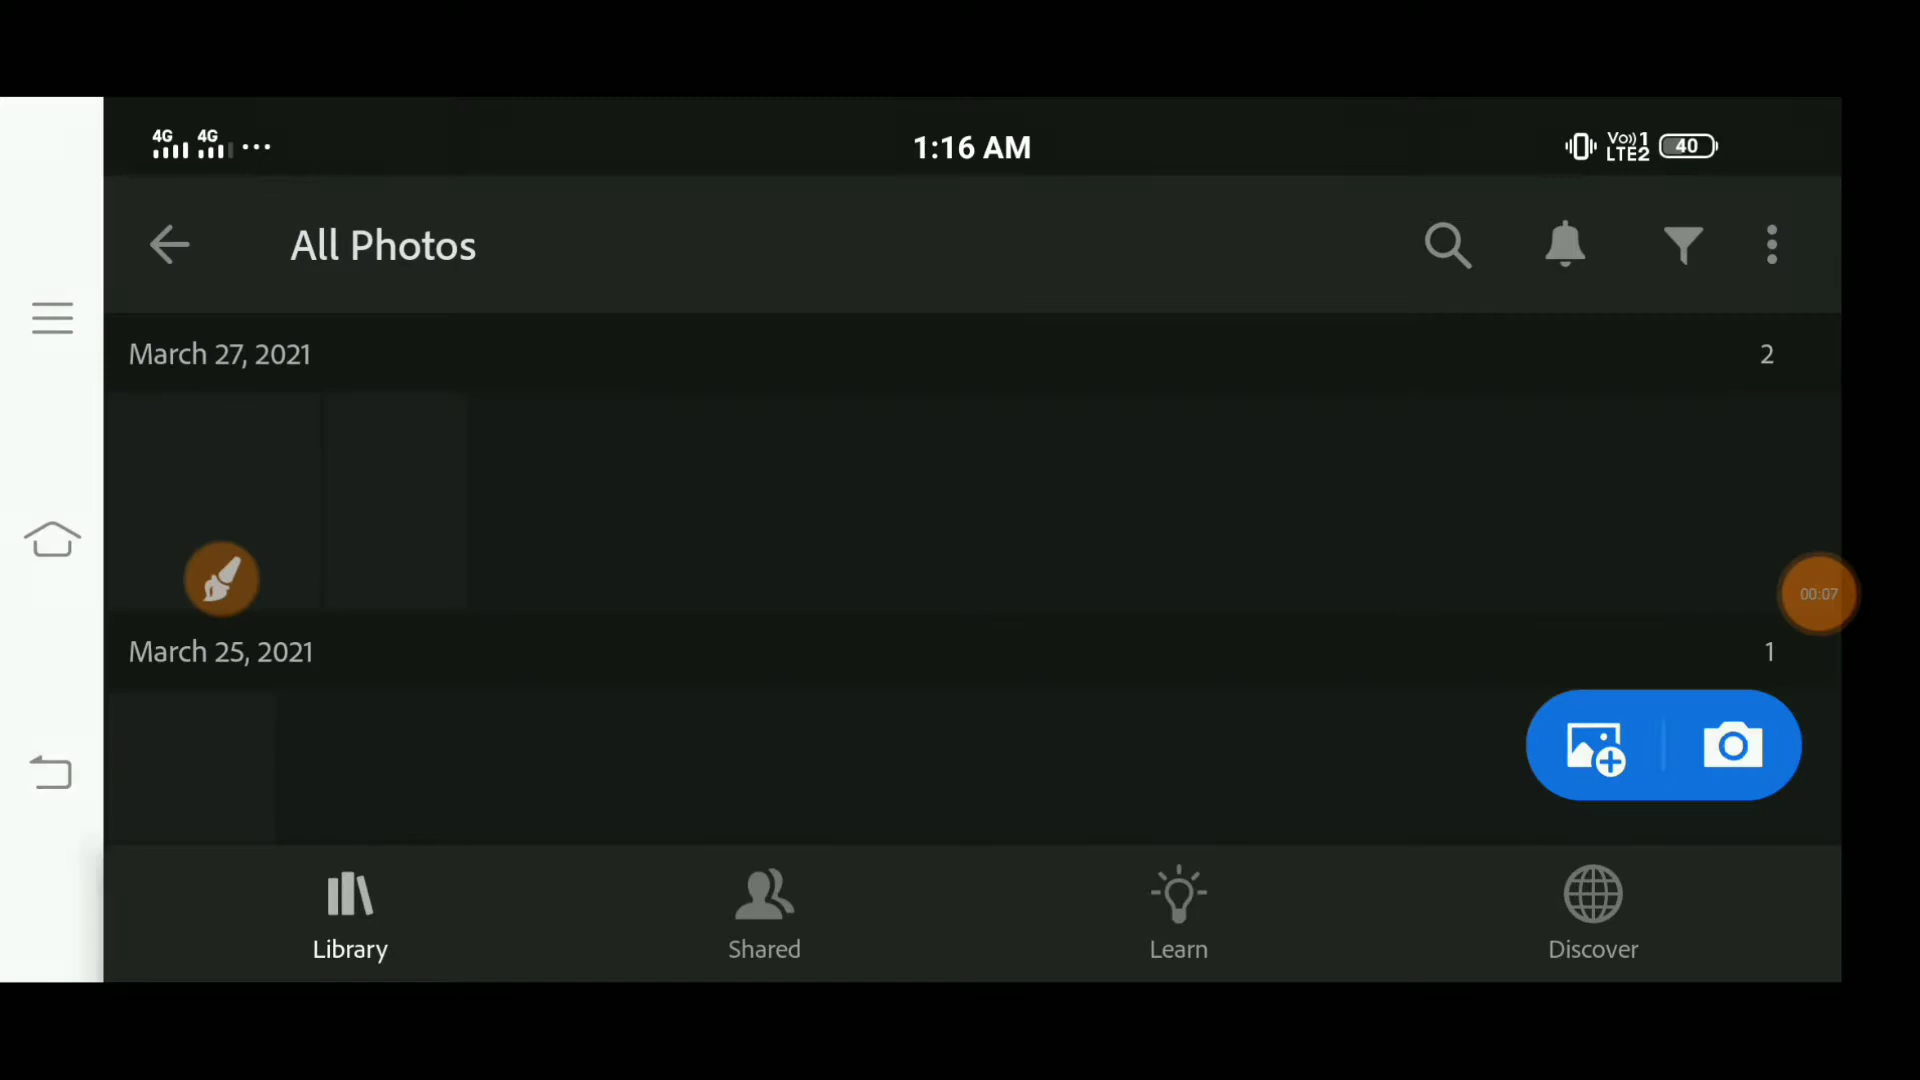 4G 4G ... 1:16 AM Vo)) 1 LTE2 40
All Photos
March 27, 2021 2
00:07
March 25, 2021 1
Library Shared Learn Discover